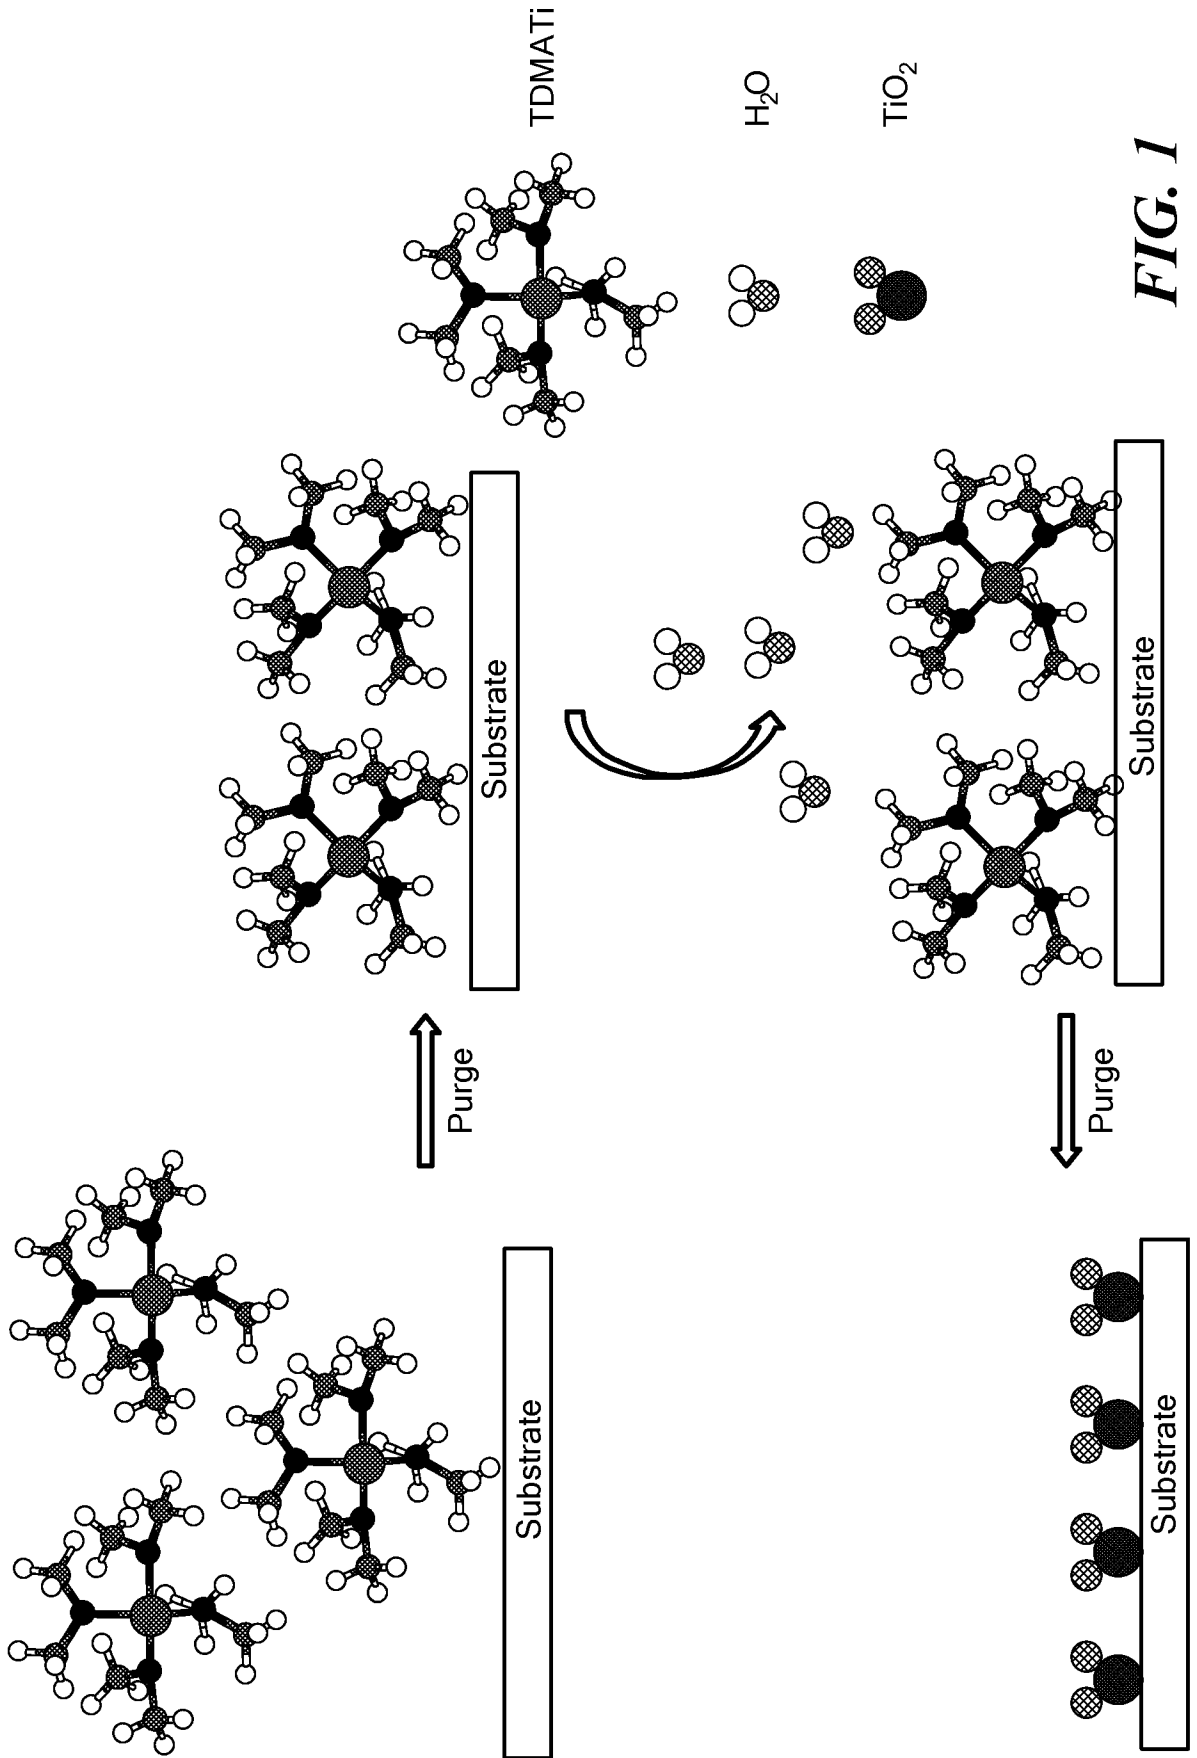 Substrate
Purge
Substrate
TDMATi
H₂O
TiO₂
Substrate
Purge
Substrate
FIG. 1